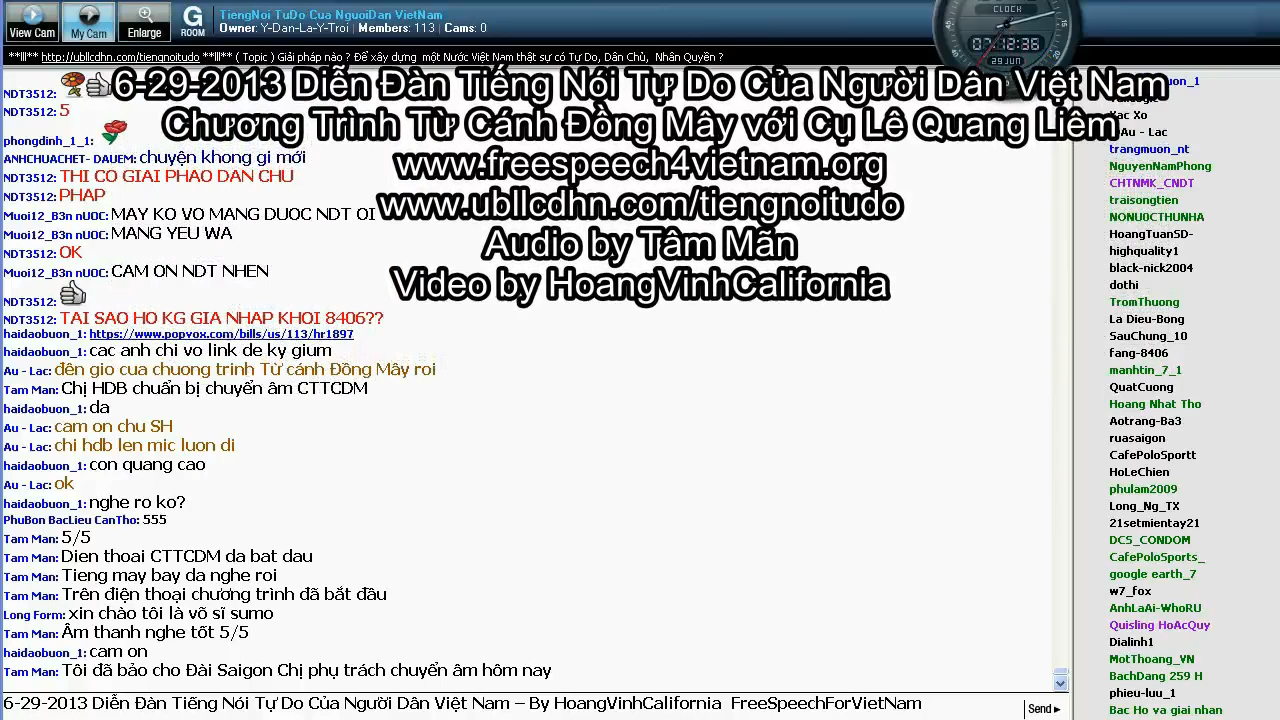 View Cam
My Cam
Enlarge
G
ROOM
TiengNoi TuDo Cua NguoiDan VietNam
Owner: Y-Dan-La-Y-Troi | Members: 113 | Cams: 0
CLOCK
07:12:38
29 JUN
**lll** http://ubllcdhn.com/tiengnoitudo **lll** ( Topic ) Giải pháp nào ? Để xây dựng một Nước Việt Nam thật sự có Tự Do, Dân Chủ, Nhân Quyền ?
6-29-2013 Diễn Đàn Tiếng Nói Tự Do Của Người Dân Việt Nam
Chương Trình Từ Cánh Đồng Mây với Cụ Lê Quang Liêm
www.freespeech4vietnam.org
www.ubllcdhn.com/tiengnoitudo
Audio by Tâm Mãn
Video by HoangVinhCalifornia
NDT3512:
NDT3512: 5
phongdinh_1_1:
ANHCHUACHET- DAUEM: chuyện khong gi mới
THI CO GIAI PHAO DAN CHU
NDT3512: PHAP
Muoi12_B3n nUOC: MAY KO VO MANG DUOC NDT OI
Muoi12_B3n nUOC: MANG YEU WA
NDT3512: OK
Muoi12_B3n nUOC: CAM ON NDT NHEN
NDT3512:
NDT3512: TAI SAO HO KG GIA NHAP KHOI 8406??
haidaobuon_1: https://www.popvox.com/bills/us/113/hr1897
haidaobuon_1: cac anh chi vo link de ky gium
Au - Lac: đên gio cua chuong trinh Từ cánh Đồng Mây roi
Tam Man: Chị HDB chuẩn bị chuyển âm CTTCDM
haidaobuon_1: da
Au - Lac: cam on chu SH
Au - Lac: chi hdb len mic luon di
haidaobuon_1: con quang cao
Au - Lac: ok
haidaobuon_1: nghe ro ko?
PhuBon BacLieu CanTho: 555
Tam Man: 5/5
Tam Man: Dien thoai CTTCDM da bat dau
Tam Man: Tieng may bay da nghe roi
Tam Man: Trên điện thoại chương trình đã bắt đầu
Long Form: xin chào tôi là võ sĩ sumo
Tam Man: Âm thanh nghe tốt 5/5
haidaobuon_1: cam on
Tam Man: Tôi đã bảo cho Đài Saigon Chị phụ trách chuyển âm hôm nay
6-29-2013 Diễn Đàn Tiếng Nói Tự Do Của Người Dân Việt Nam – By HoangVinhCalifornia FreeSpeechForVietNam
Send
Xac Xo
Au - Lac
trangmuon_nt
NguyenNamPhong
CHTNMK_CNDT
traisongtien
NONU0CTHUNHA
HoangTuanSD-
highquality1
black-nick2004
dothi
TromThuong
La Dieu-Bong
SauChung_10
fang-8406
manhtin_7_1
QuatCuong
Hoang Nhat Tho
Aotrang-Ba3
ruasaigon
CafePoloSportt
HoLeChien
phulam2009
Long_Ng_TX
21setmientay21
DCS_CONDOM
CafePoloSports_
google earth_7
w7_fox
AnhLaAi-WhoRU
Quisling HoAcQuy
Dialinh1
MotThoang_VN
BachDang 259 H
phieu-luu_1
Bac Ho va giai nhan